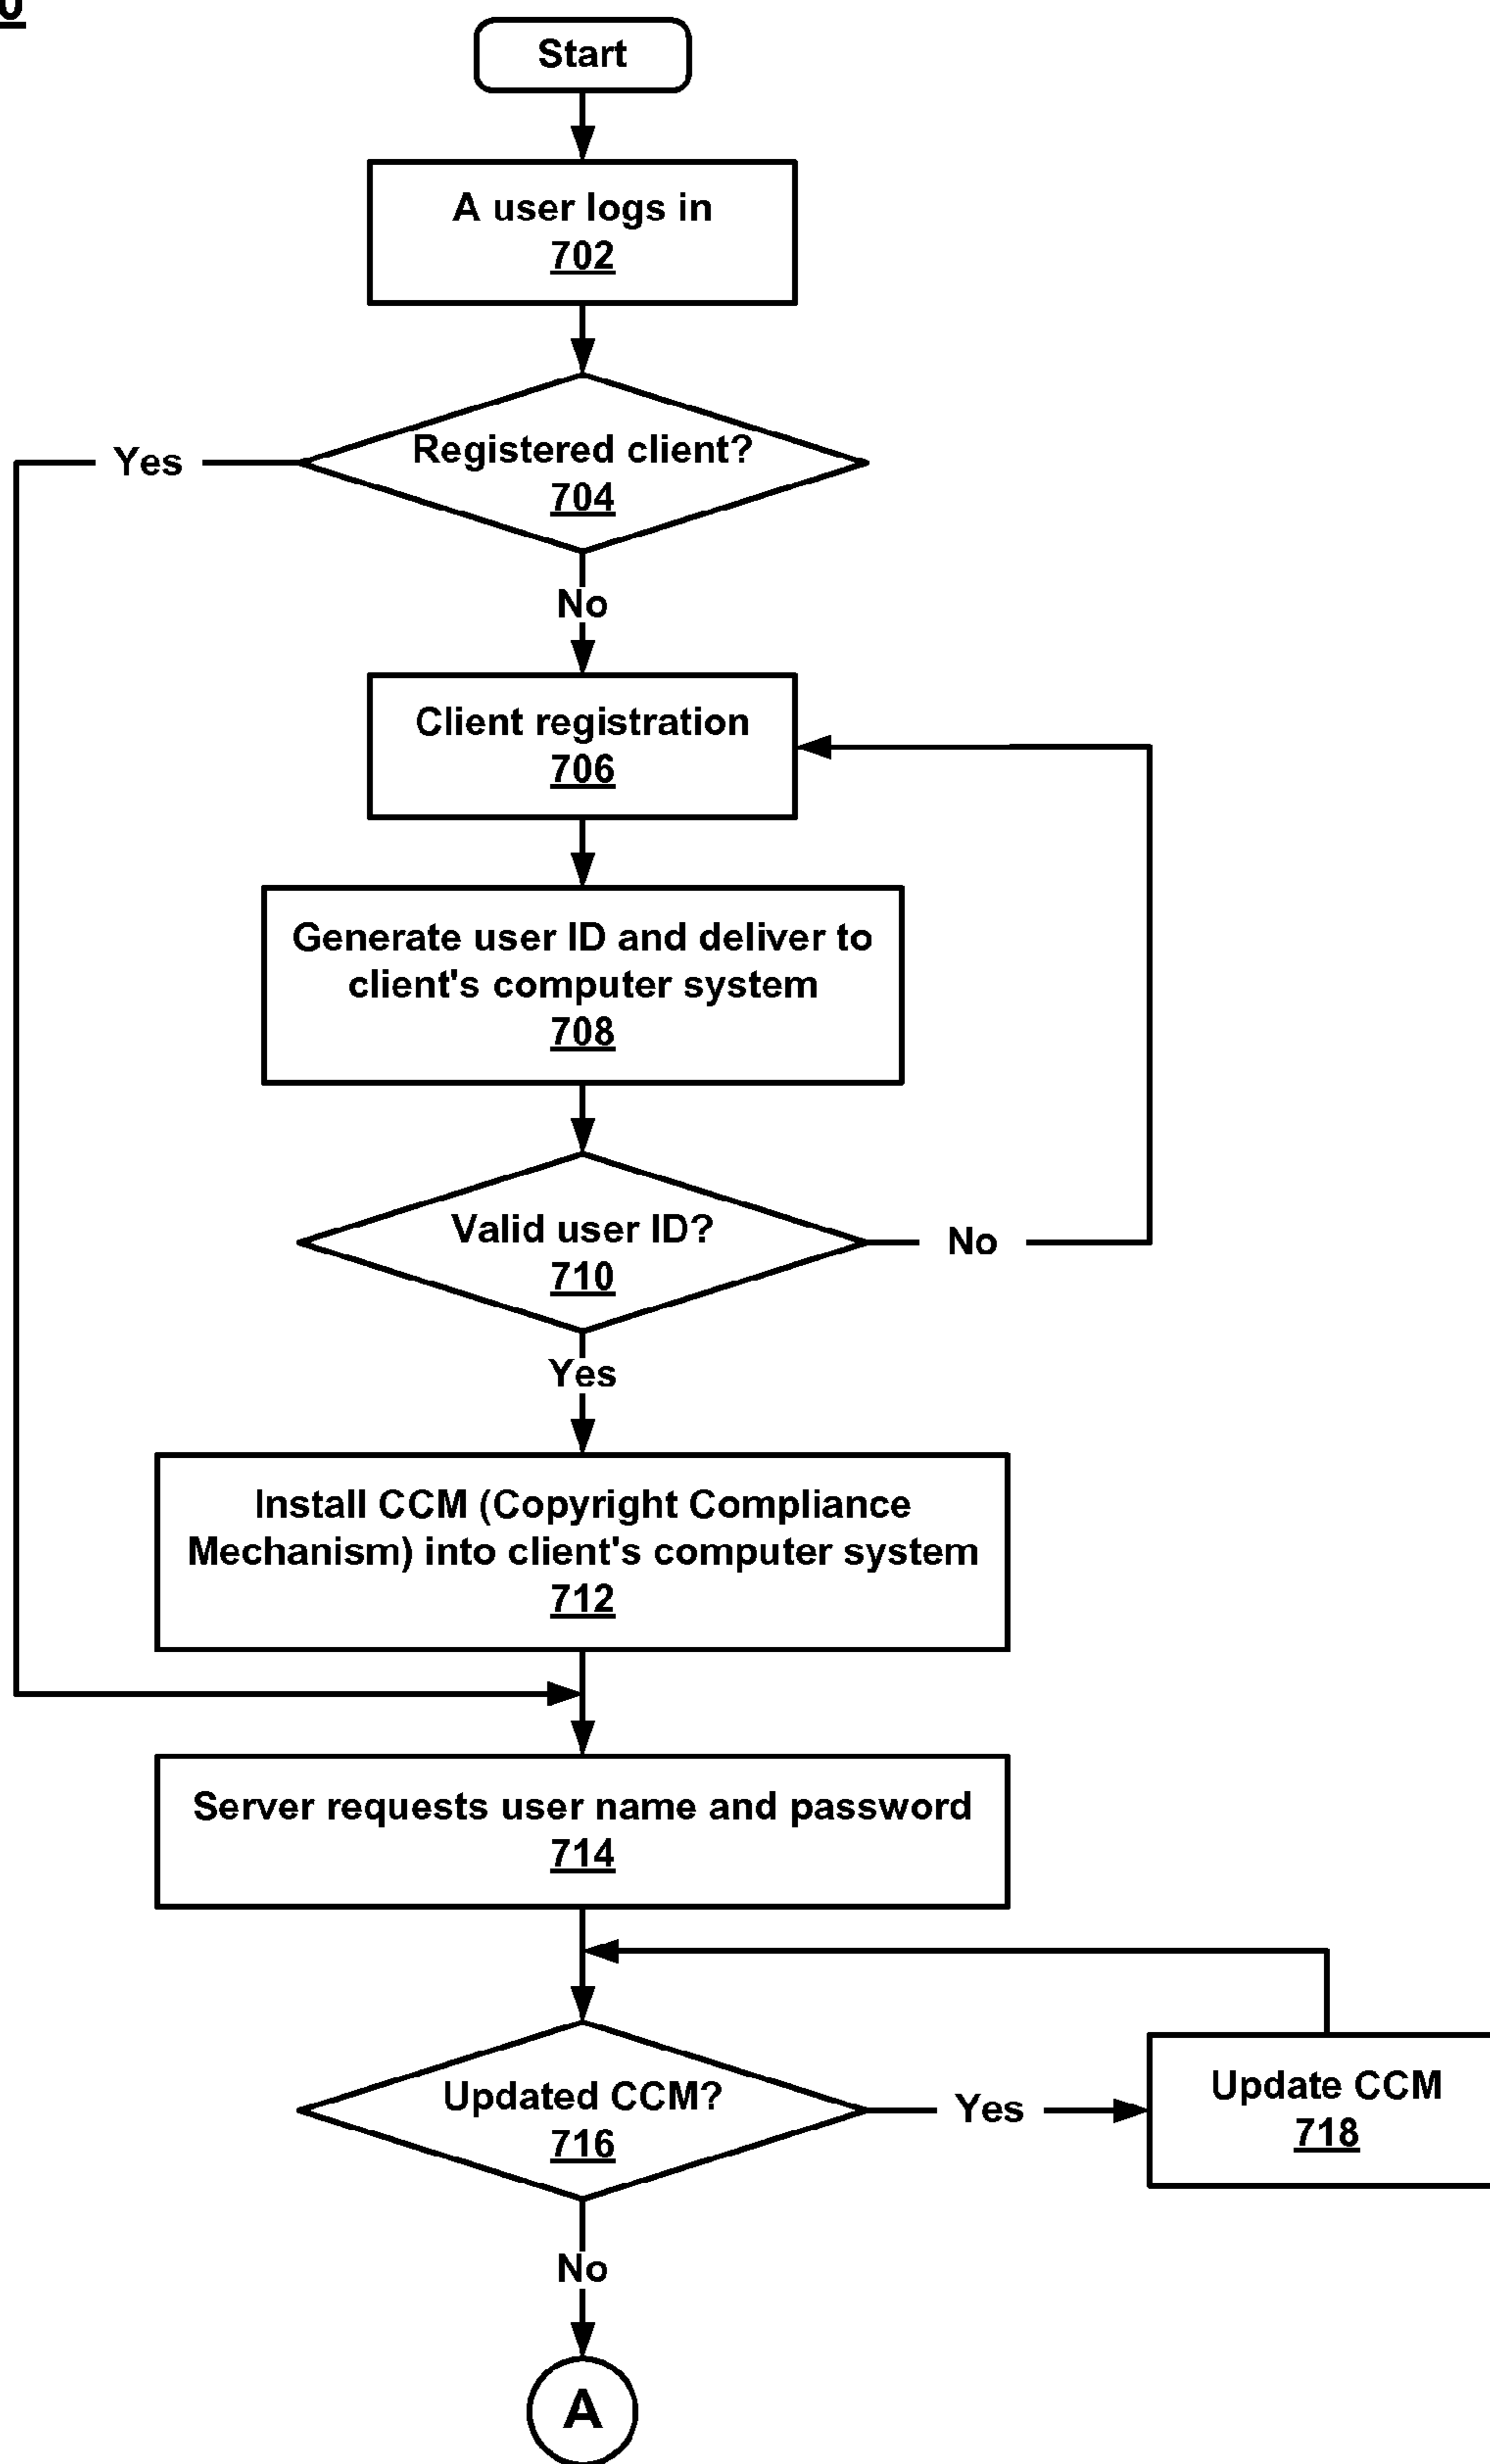 Start
A user logs in
702
Registered client?
704
Yes
No
Client registration
706
Generate user ID and deliver to
client's computer system
708
Valid user ID?
710
No
Yes
Install CCM (Copyright Compliance
Mechanism) into client's computer system
712
Server requests user name and password
714
Updated CCM?
716
Yes
Update CCM
718
No
A